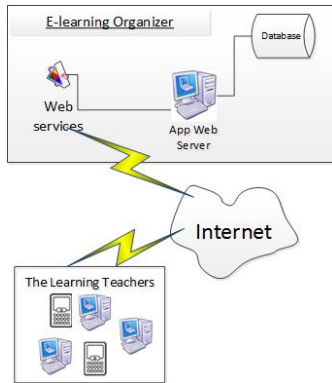 E-learning Organizer
Database
Web
services
App Web
Server
Internet
The Learning Teachers